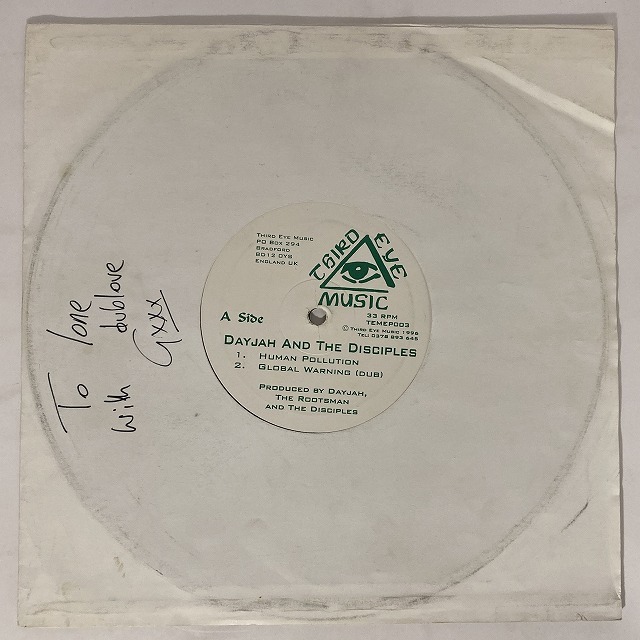 To Ione
with dublove
Gxxx
THIRD EYE
MUSIC
Third Eye Music
PO Box 294
Bradford
BD12 0YB
England UK
33 RPM
TEMEP003
© Third Eye Music 1996
Tel: 0378 893 645
A Side
Dayjah And The Disciples
1. Human Pollution
2. Global Warning (dub)
Produced by Dayjah,
The Rootsman
and The Disciples